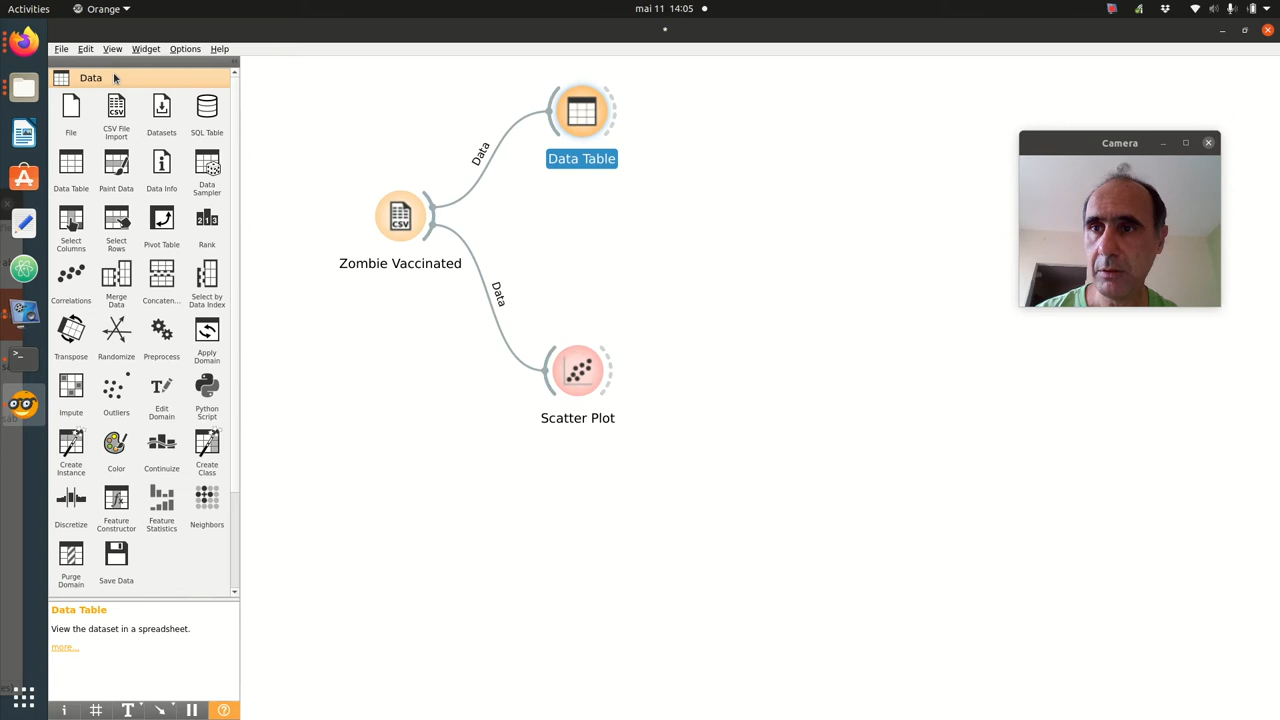 Activities
Orange
mai 11 14:05
*
File Edit View Widget Options Help
Data
File
CSV File
Import
Datasets
SQL Table
Data Table
Paint Data
Data Info
Data
Sampler
Select
Columns
Select
Rows
Pivot Table
Rank
Correlations
Merge
Data
Concaten...
Select by
Data Index
Transpose
Randomize
Preprocess
Apply
Domain
Impute
Outliers
Edit
Domain
Python
Script
Create
Instance
Color
Continuize
Create
Class
Discretize
Feature
Constructor
Feature
Statistics
Neighbors
Purge
Domain
Save Data
Data Table
View the dataset in a spreadsheet.
more...
Data
Data Table
CSV
Zombie Vaccinated
Data
Scatter Plot
Camera